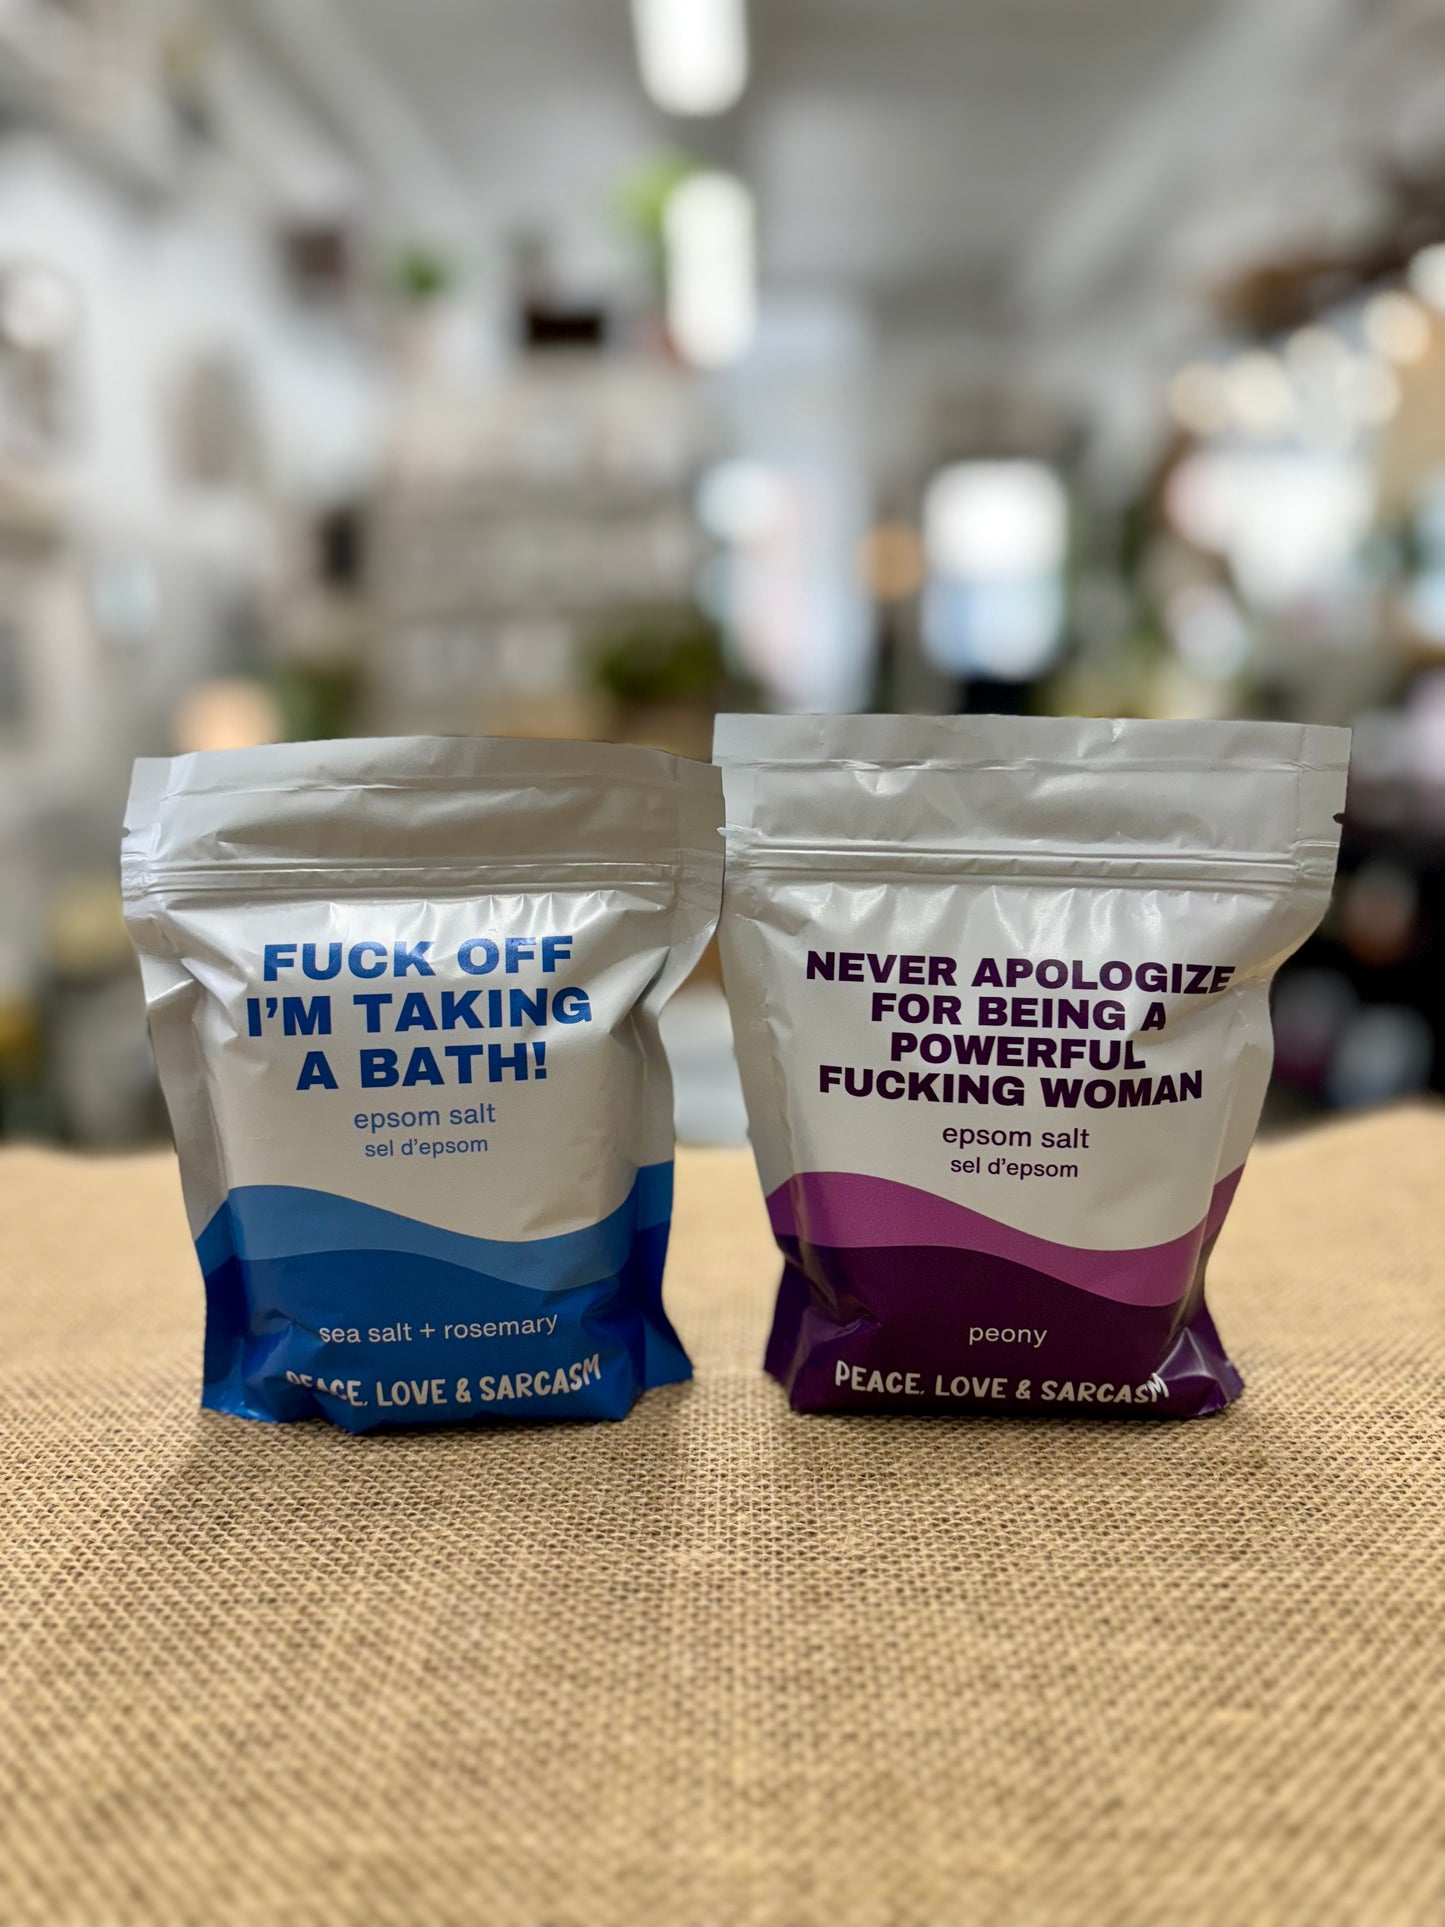 FUCK OFF
I'M TAKING
A BATH!
epsom salt
sel d'epsom
sea salt + rosemary
PEACE, LOVE & SARCASM
NEVER APOLOGIZE
FOR BEING A
POWERFUL
FUCKING WOMAN
epsom salt
sel d'epsom
peony
PEACE, LOVE & SARCASM